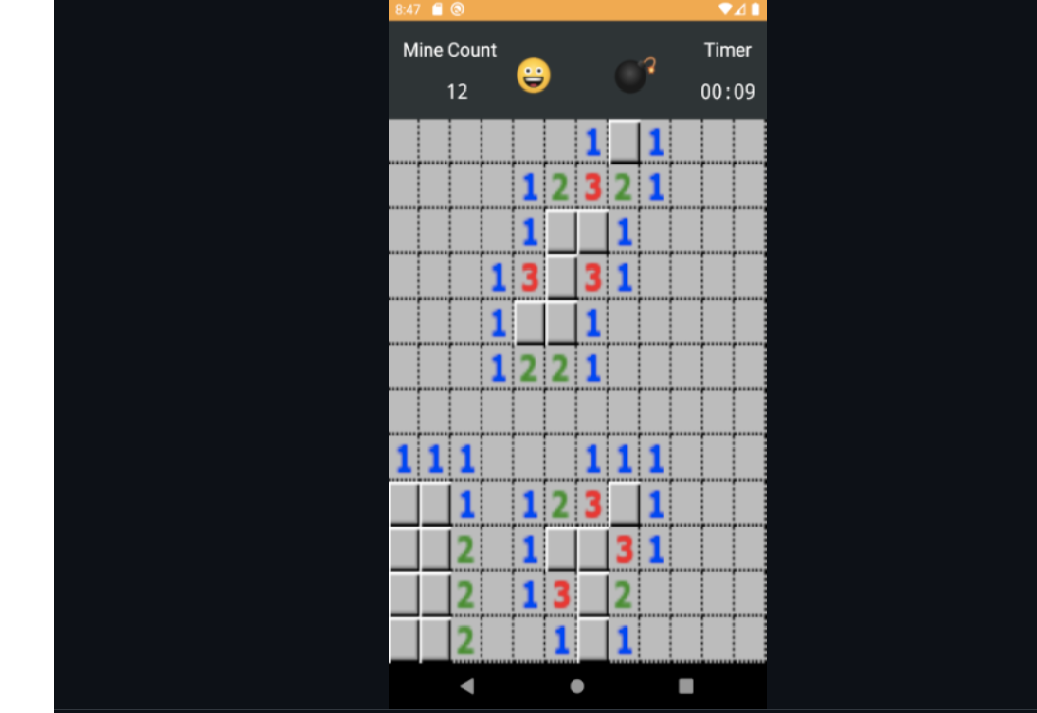 8:47
Mine Count Timer
12 00:09
1 1
1 2 3 2 1
1 1
1 3 3 1
1 1
1 2 2 1
1 1 1 1 1 1
1 1 2 3 1
2 1 3 1
2 1 3 2
2 1 1